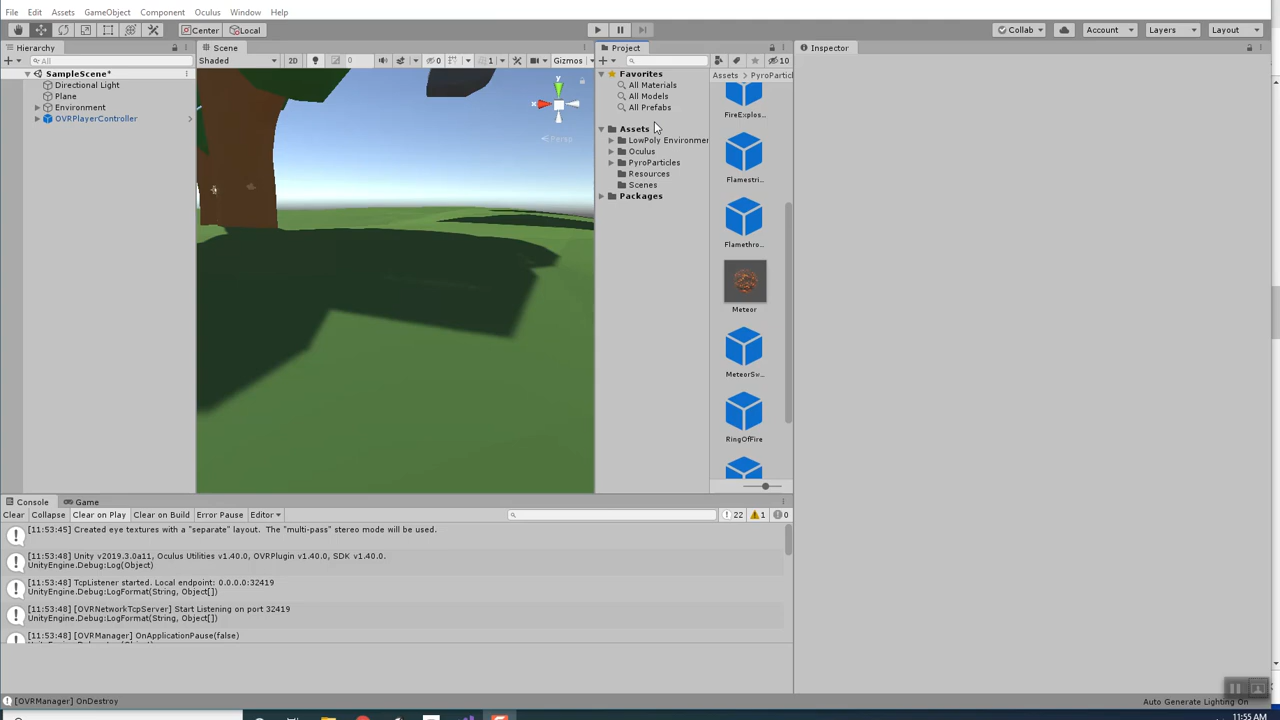 File Edit Assets GameObject Component Oculus Window Help
Center Local Collab Account Layers Layout
Hierarchy
All
SampleScene*
Directional Light
Plane
Environment
OVRPlayerController
Scene
Shaded 2D 0 0 1 Gizmos
y
x
Persp
Project
10
Favorites
All Materials
All Models
All Prefabs
Assets
LowPoly Environmen
Oculus
PyroParticles
Resources
Scenes
Packages
Assets > PyroParticl
FireExplos...
Flamestri...
Flamethro...
Meteor
MeteorSw...
RingOfFire
Inspector
Console Game
Clear Collapse Clear on Play Clear on Build Error Pause Editor 22 1 0
[11:53:45] Created eye textures with a "separate" layout. The "multi-pass" stereo mode will be used.
[11:53:48] Unity v2019.3.0a11, Oculus Utilities v1.40.0, OVRPlugin v1.40.0, SDK v1.40.0.
UnityEngine.Debug:Log(Object)
[11:53:48] TcpListener started. Local endpoint: 0.0.0.0:32419
UnityEngine.Debug:LogFormat(String, Object[])
[11:53:48] [OVRNetworkTcpServer] Start Listening on port 32419
UnityEngine.Debug:LogFormat(String, Object[])
[11:53:48] [OVRManager] OnApplicationPause(false)
[OVRManager] OnDestroy
Auto Generate Lighting On
11:55 AM